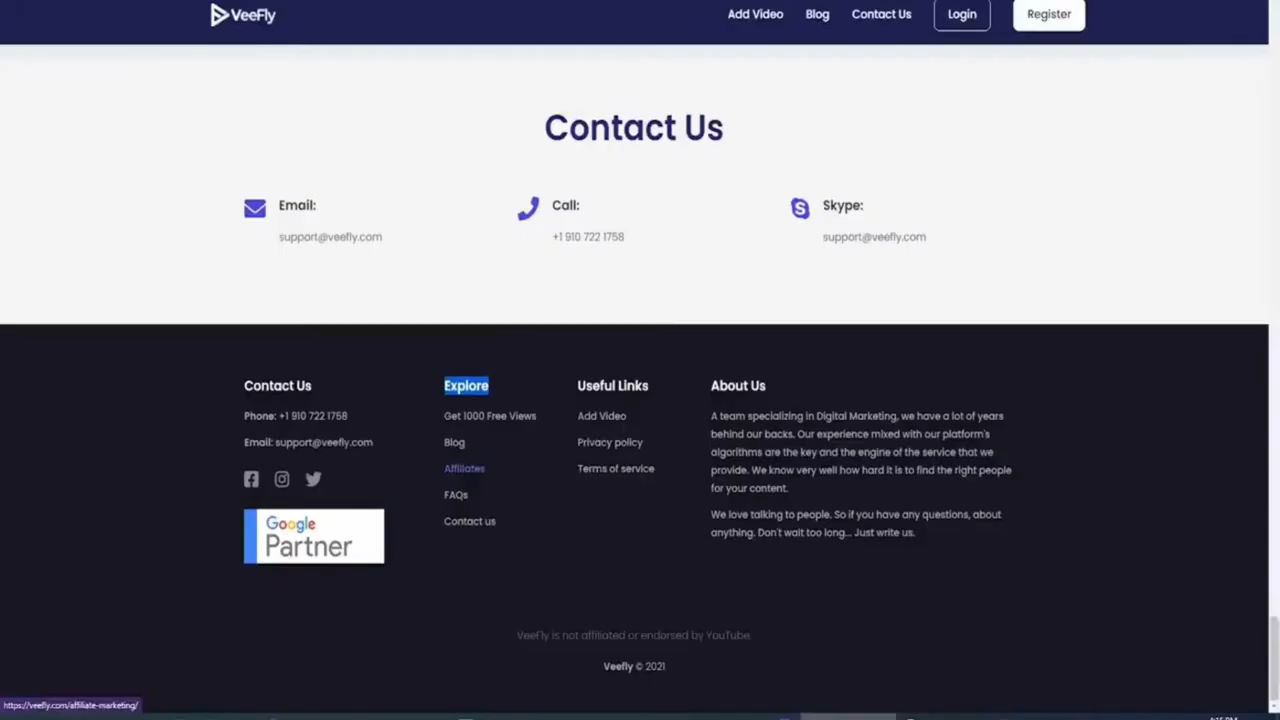 VeeFly
Add Video
Blog
Contact Us
Login
Register
Contact Us
Email:
support@veefly.com
Call:
+1 910 722 1758
Skype:
support@veefly.com
Contact Us
Phone: +1 910 722 1758
Email: support@veefly.com
Google
Partner
Explore
Get 1000 Free Views
Blog
Affiliates
FAQs
Contact us
Useful Links
Add Video
Privacy policy
Terms of service
About Us
A team specializing in Digital Marketing, we have a lot of years
behind our backs. Our experience mixed with our platform's
algorithms are the key and the engine of the service that we
provide. We know very well how hard it is to find the right people
for your content.
We love talking to people. So if you have any questions, about
anything. Don't wait too long... Just write us.
VeeFly is not affiliated or endorsed by YouTube.
Veefly © 2021
https://veefly.com/affiliate-marketing/